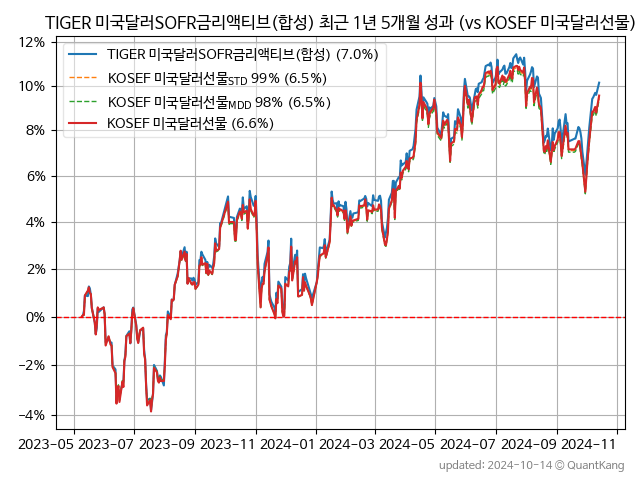 TIGER 미국달러SOFR금리액티브(합성) 최근 1년 5개월 성과 (vs KOSEF 미국달러선물)
12%
10%
8%
6%
4%
2%
0%
−2%
−4%
TIGER 미국달러SOFR금리액티브(합성) (7.0%)
KOSEF 미국달러선물STD 99% (6.5%)
KOSEF 미국달러선물MDD 98% (6.5%)
KOSEF 미국달러선물 (6.6%)
2023-05 2023-07 2023-09 2023-11 2024-01 2024-03 2024-05 2024-07 2024-09 2024-11
updated: 2024-10-14 © QuantKang